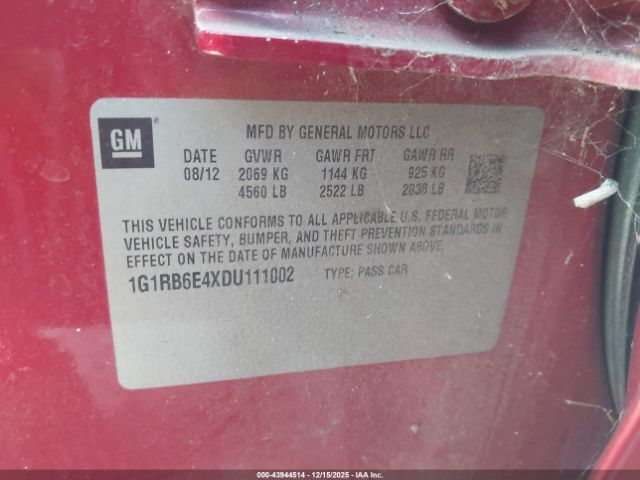 GM
MFD BY GENERAL MOTORS LLC
DATE GVWR GAWR FRT GAWR RR
08/12 2069 KG 1144 KG 925 KG
4560 LB 2522 LB 2038 LB
THIS VEHICLE CONFORMS TO ALL APPLICABLE U.S. FEDERAL MOTOR
VEHICLE SAFETY, BUMPER, AND THEFT PREVENTION STANDARDS IN
EFFECT ON THE DATE OF MANUFACTURE SHOWN ABOVE.
1G1RB6E4XDU111002 TYPE: PASS CAR
000-43944514 - 12/15/2025 - IAA, Inc.